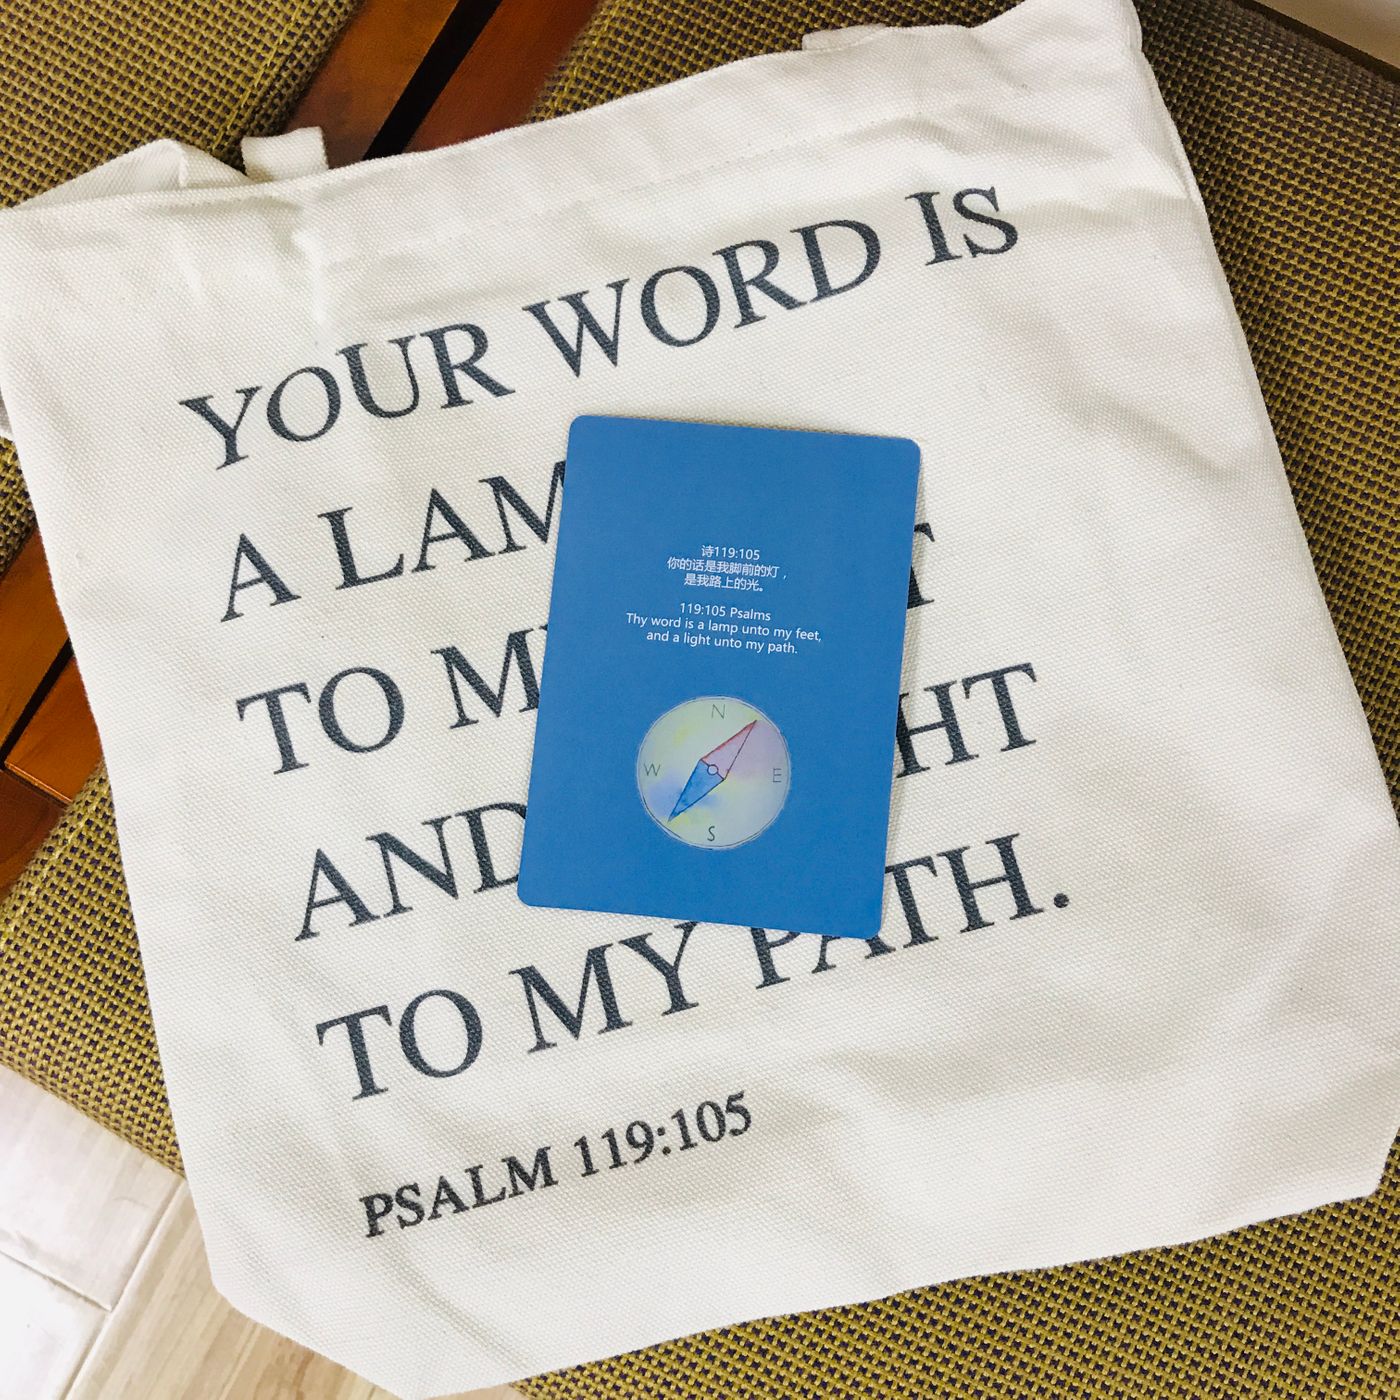 YOUR WORD IS
A LAM
TO M
HT
AND
TO MY PATH.
PSALM 119:105
诗119:105
你的话是我脚前的灯，
是我路上的光。
119:105 Psalms
Thy word is a lamp unto my feet,
and a light unto my path.
N
W
E
S